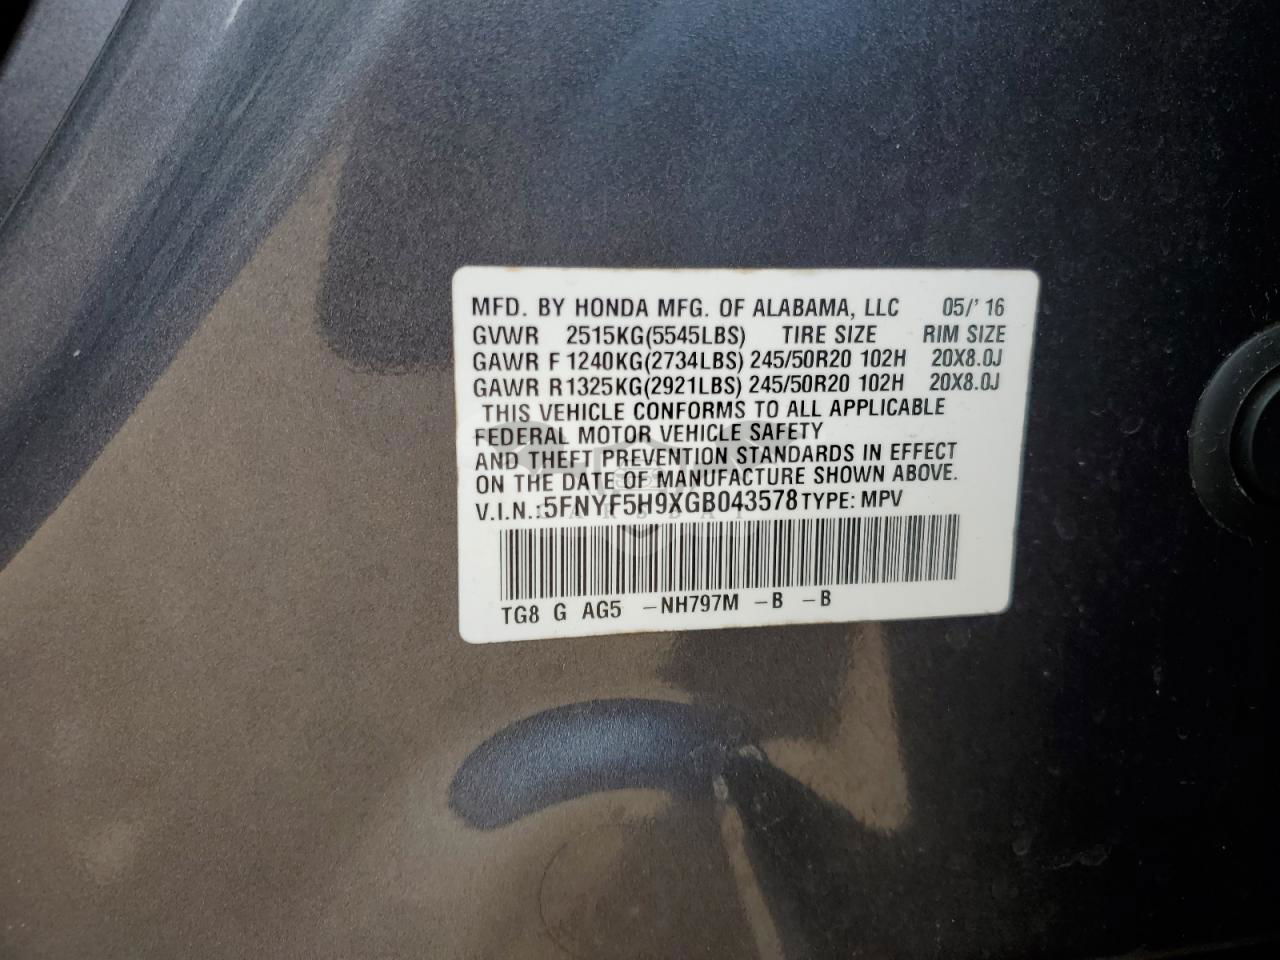 MFD. BY HONDA MFG. OF ALABAMA, LLC 05/'16
GVWR 2515KG(5545LBS) TIRE SIZE RIM SIZE
GAWR F 1240KG(2734LBS) 245/50R20 102H 20X8.0J
GAWR R1325KG(2921LBS) 245/50R20 102H 20X8.0J
THIS VEHICLE CONFORMS TO ALL APPLICABLE
FEDERAL MOTOR VEHICLE SAFETY
AND THEFT PREVENTION STANDARDS IN EFFECT
ON THE DATE OF MANUFACTURE SHOWN ABOVE.
V.I.N.:5FNYF5H9XGB043578 TYPE: MPV
TG8 G AG5 -NH797M -B -B